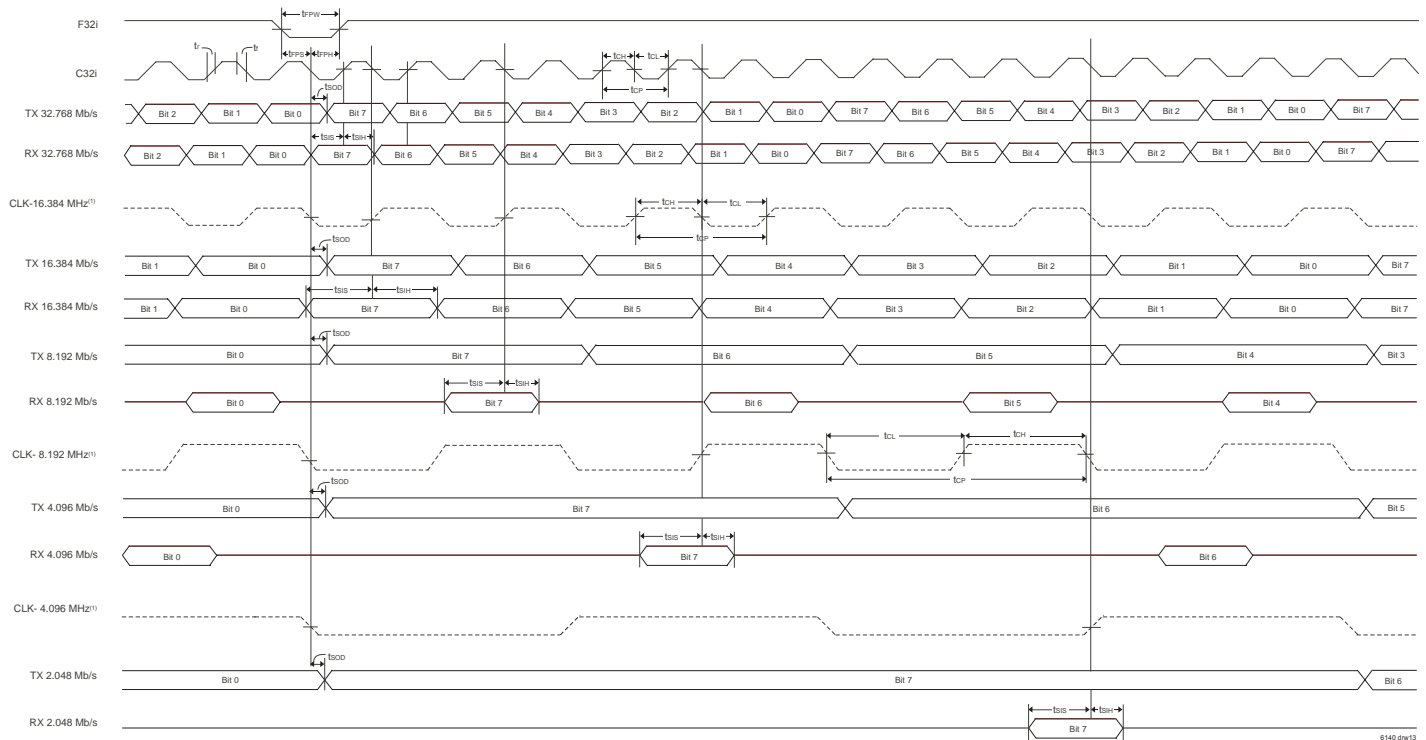 F32i
tFPW
tr
tf
tFPS tFPH
tCH tCL
C32i
tCP
tSOD
TX 32.768 Mb/s Bit 2 Bit 1 Bit 0 Bit 7 Bit 6 Bit 5 Bit 4 Bit 3 Bit 2 Bit 1 Bit 0 Bit 7 Bit 6 Bit 5 Bit 4 Bit 3 Bit 2 Bit 1 Bit 0 Bit 7
tSIS tSIH
RX 32.768 Mb/s Bit 2 Bit 1 Bit 0 Bit 7 Bit 6 Bit 5 Bit 4 Bit 3 Bit 2 Bit 1 Bit 0 Bit 7 Bit 6 Bit 5 Bit 4 Bit 3 Bit 2 Bit 1 Bit 0 Bit 7
CLK-16.384 MHz(1) tCH tCL
tCP
tSOD
TX 16.384 Mb/s Bit 1 Bit 0 Bit 7 Bit 6 Bit 5 Bit 4 Bit 3 Bit 2 Bit 1 Bit 0 Bit 7
tSIS tSIH
RX 16.384 Mb/s Bit 1 Bit 0 Bit 7 Bit 6 Bit 5 Bit 4 Bit 3 Bit 2 Bit 1 Bit 0 Bit 7
tSOD
TX 8.192 Mb/s Bit 0 Bit 7 Bit 6 Bit 5 Bit 4 Bit 3
tSIS tSIH
RX 8.192 Mb/s Bit 0 Bit 7 Bit 6 Bit 5 Bit 4
tCL tCH
CLK- 8.192 MHz(1)
tCP
tSOD
TX 4.096 Mb/s Bit 0 Bit 7 Bit 6 Bit 5
tSIS tSIH
RX 4.096 Mb/s Bit 0 Bit 7 Bit 6
CLK- 4.096 MHz(1)
tSOD
TX 2.048 Mb/s Bit 0 Bit 7 Bit 6
tSIS tSIH
RX 2.048 Mb/s Bit 7
6140 drw13